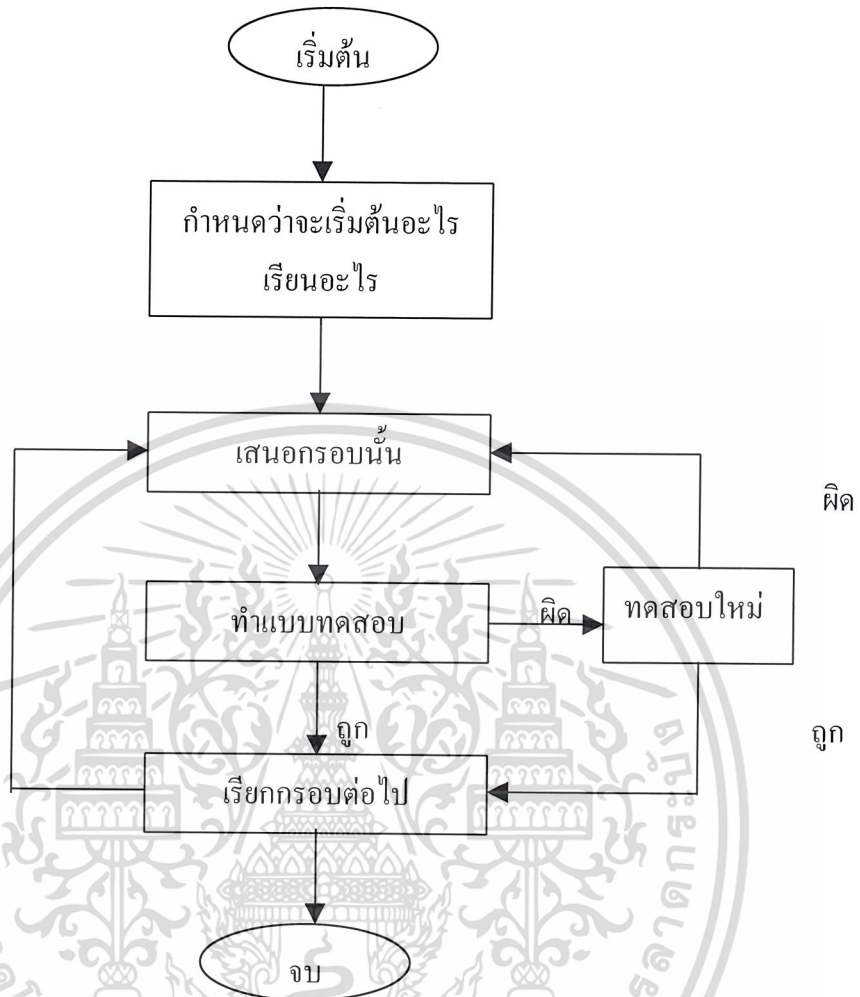 เริ่มต้น
กำหนดว่าจะเริ่มต้นอะไร
เรียนอะไร
เสนอกรอบนั้น
ผิด
ทำแบบทดสอบ
ผิด
ทดสอบใหม่
ถูก
ถูก
เรียกกรอบต่อไป
จบ